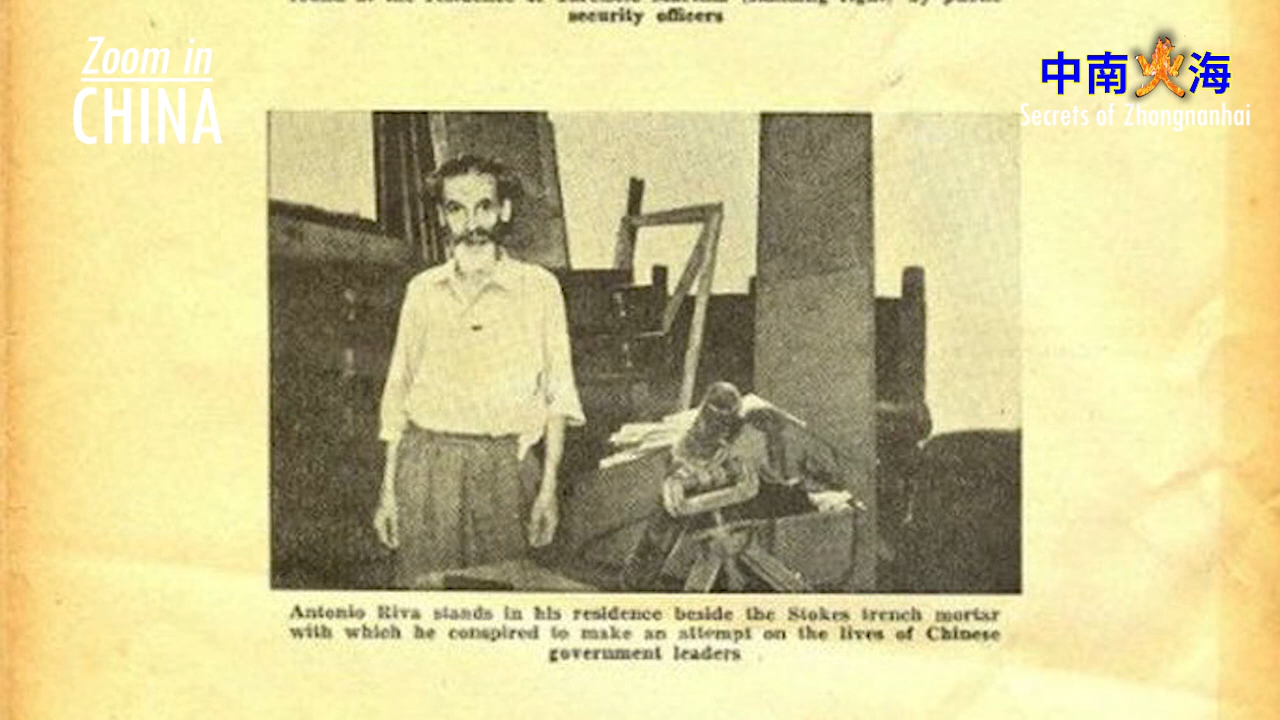 Zoom in
CHINA
中南火海
Secrets of Zhongnanhai
security officers
Antonio Riva stands in his residence beside the Stokes trench mortar
with which he conspired to make an attempt on the lives of Chinese
government leaders